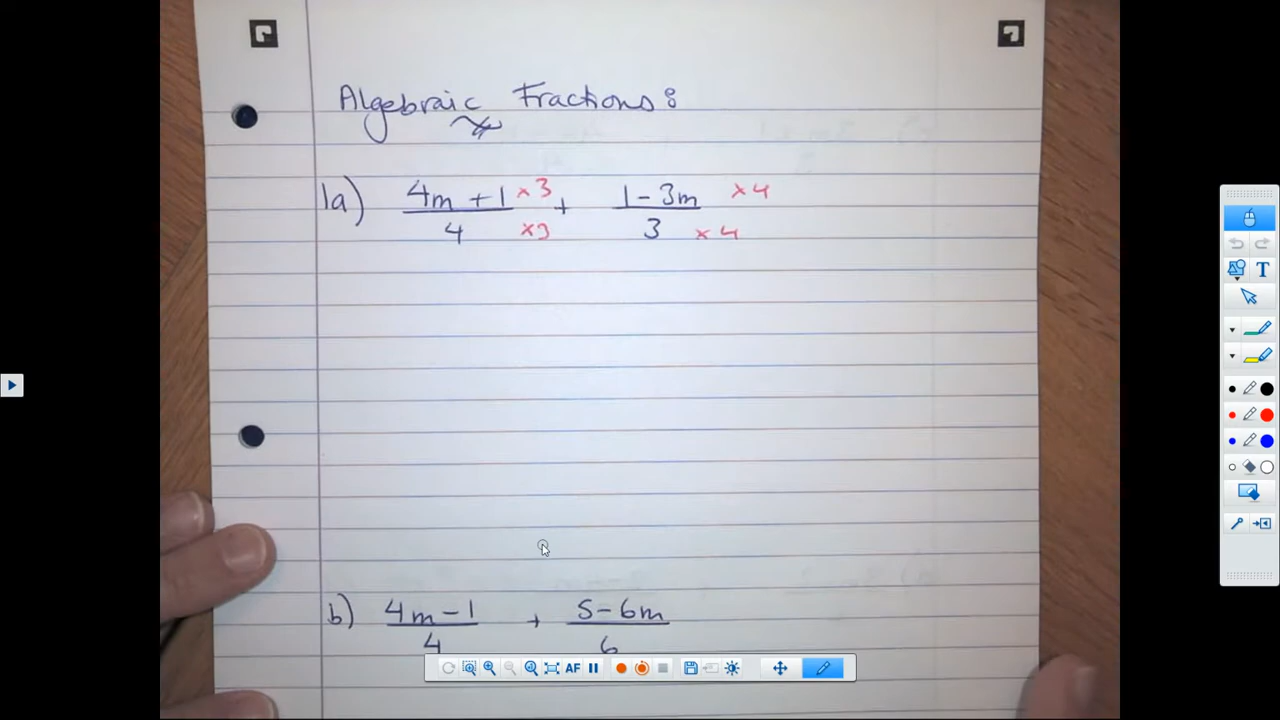 Algebraic Fractions:
1a) 4m + 1 ×3 + 1 - 3m ×4
4 ×3 3 ×4
b) 4m - 1 + 5 - 6m
4 6
T
AF